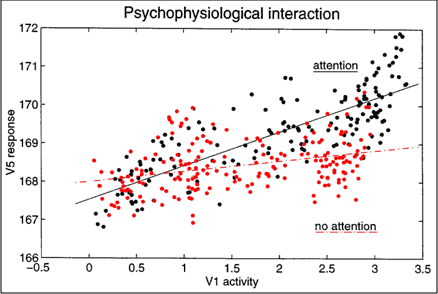 Psychophysiological interaction
172
171
170
169
168
167
166
V5 response
attention
no attention
−0.5 0 0.5 1 1.5 2 2.5 3 3.5
V1 activity